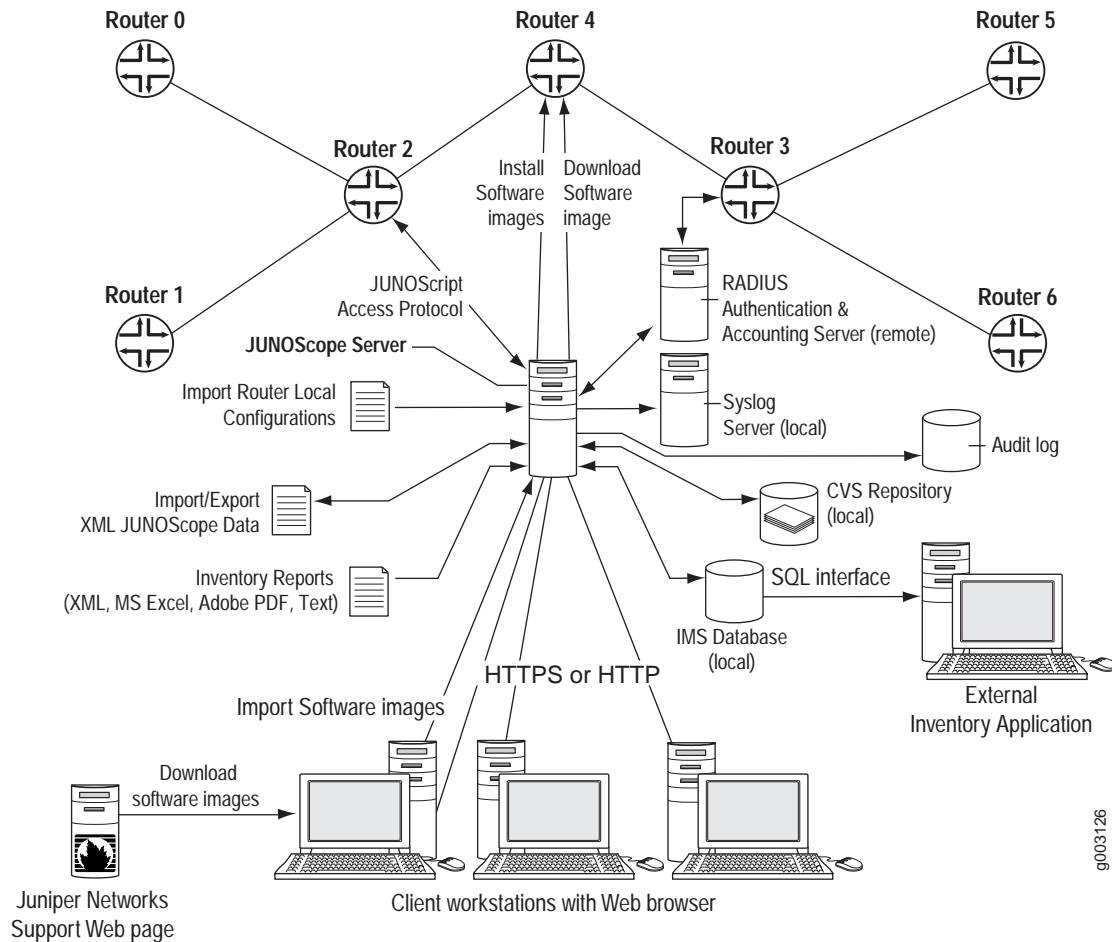 Router 0
Router 4
Router 5
Router 2
Router 3
Install
Software
images
Download
Software
image
Router 1
JUNOScript
Access Protocol
RADIUS
Authentication &
Accounting Server (remote)
Router 6
JUNOScope Server
Import Router Local
Configurations
Syslog
Server (local)
Audit log
Import/Export
XML JUNOScope Data
CVS Repository
(local)
Inventory Reports
(XML, MS Excel, Adobe PDF, Text)
SQL interface
IMS Database
(local)
HTTPS or HTTP
External
Inventory Application
Import Software images
Download
software images
Juniper Networks
Support Web page
Client workstations with Web browser
g003126